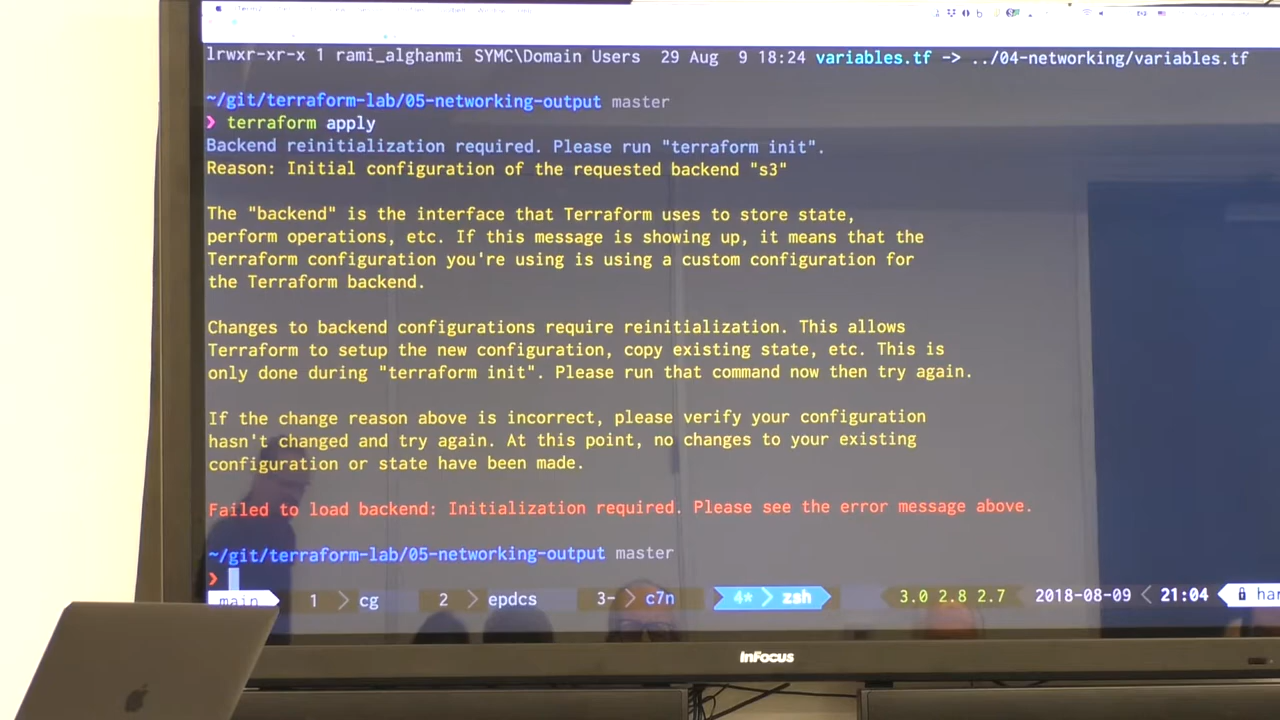 lrwxr-xr-x 1 rami_alghanmi SYMC\Domain Users 29 Aug 9 18:24 variables.tf -> ../04-networking/variables.tf
~/git/terraform-lab/05-networking-output master
❯ terraform apply
Backend reinitialization required. Please run "terraform init".
Reason: Initial configuration of the requested backend "s3"
The "backend" is the interface that Terraform uses to store state,
perform operations, etc. If this message is showing up, it means that the
Terraform configuration you're using is using a custom configuration for
the Terraform backend.
Changes to backend configurations require reinitialization. This allows
Terraform to setup the new configuration, copy existing state, etc. This is
only done during "terraform init". Please run that command now then try again.
If the change reason above is incorrect, please verify your configuration
hasn't changed and try again. At this point, no changes to your existing
configuration or state have been made.
Failed to load backend: Initialization required. Please see the error message above.
~/git/terraform-lab/05-networking-output master
❯
main 1 > cg 2 > epdcs 3- > c7n 4* > zsh 3.0 2.8 2.7 2018-08-09 < 21:04 har
InFocus